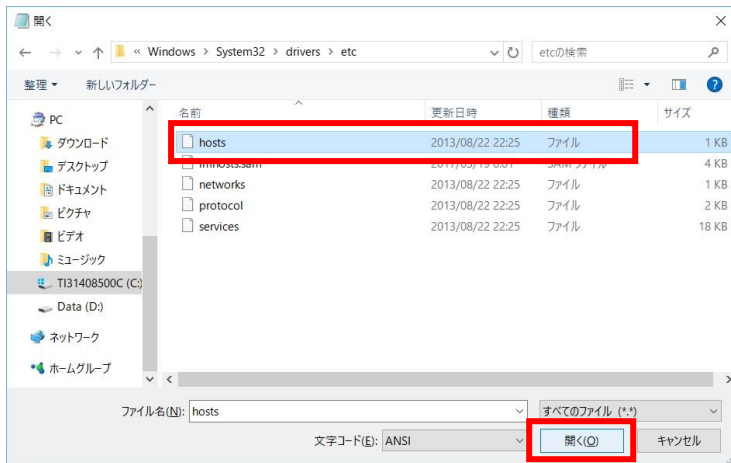 開く
« Windows > System32 > drivers > etc
etcの検索
整理
新しいフォルダー
名前
更新日時
種類
サイズ
PC
ダウンロード
デスクトップ
ドキュメント
ピクチャ
ビデオ
ミュージック
TI31408500C (C:)
Data (D:)
ネットワーク
ホームグループ
hosts 2013/08/22 22:25 ファイル 1 KB
lmhosts.sam 4 KB
networks 2013/08/22 22:25 ファイル 1 KB
protocol 2013/08/22 22:25 ファイル 2 KB
services 2013/08/22 22:25 ファイル 18 KB
ファイル名(N): hosts
すべてのファイル (*.*)
文字コード(E): ANSI
開く(O)
キャンセル